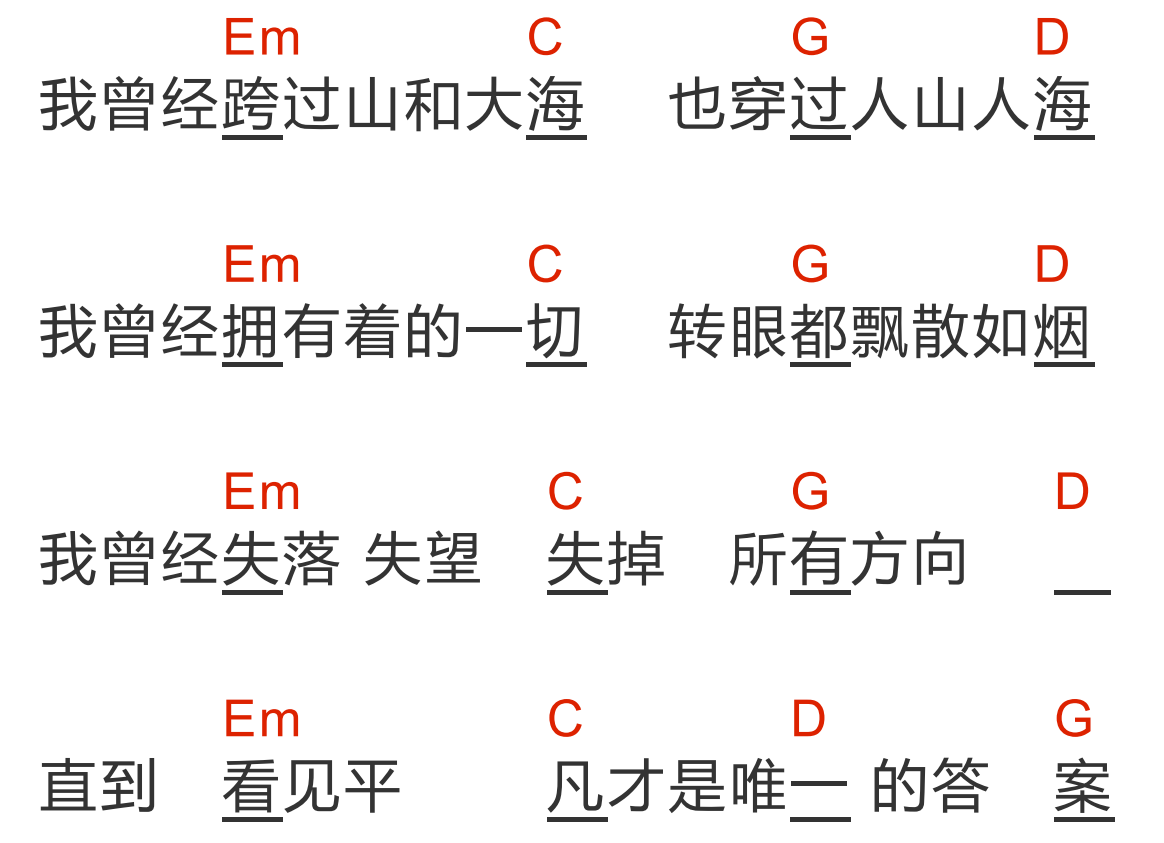 Em C G D
我曾经跨过山和大海 也穿过人山人海
Em C G D
我曾经拥有着的一切 转眼都飘散如烟
Em C G D
我曾经失落 失望 失掉 所有方向
Em C D G
直到 看见平 凡才是唯一 的答 案